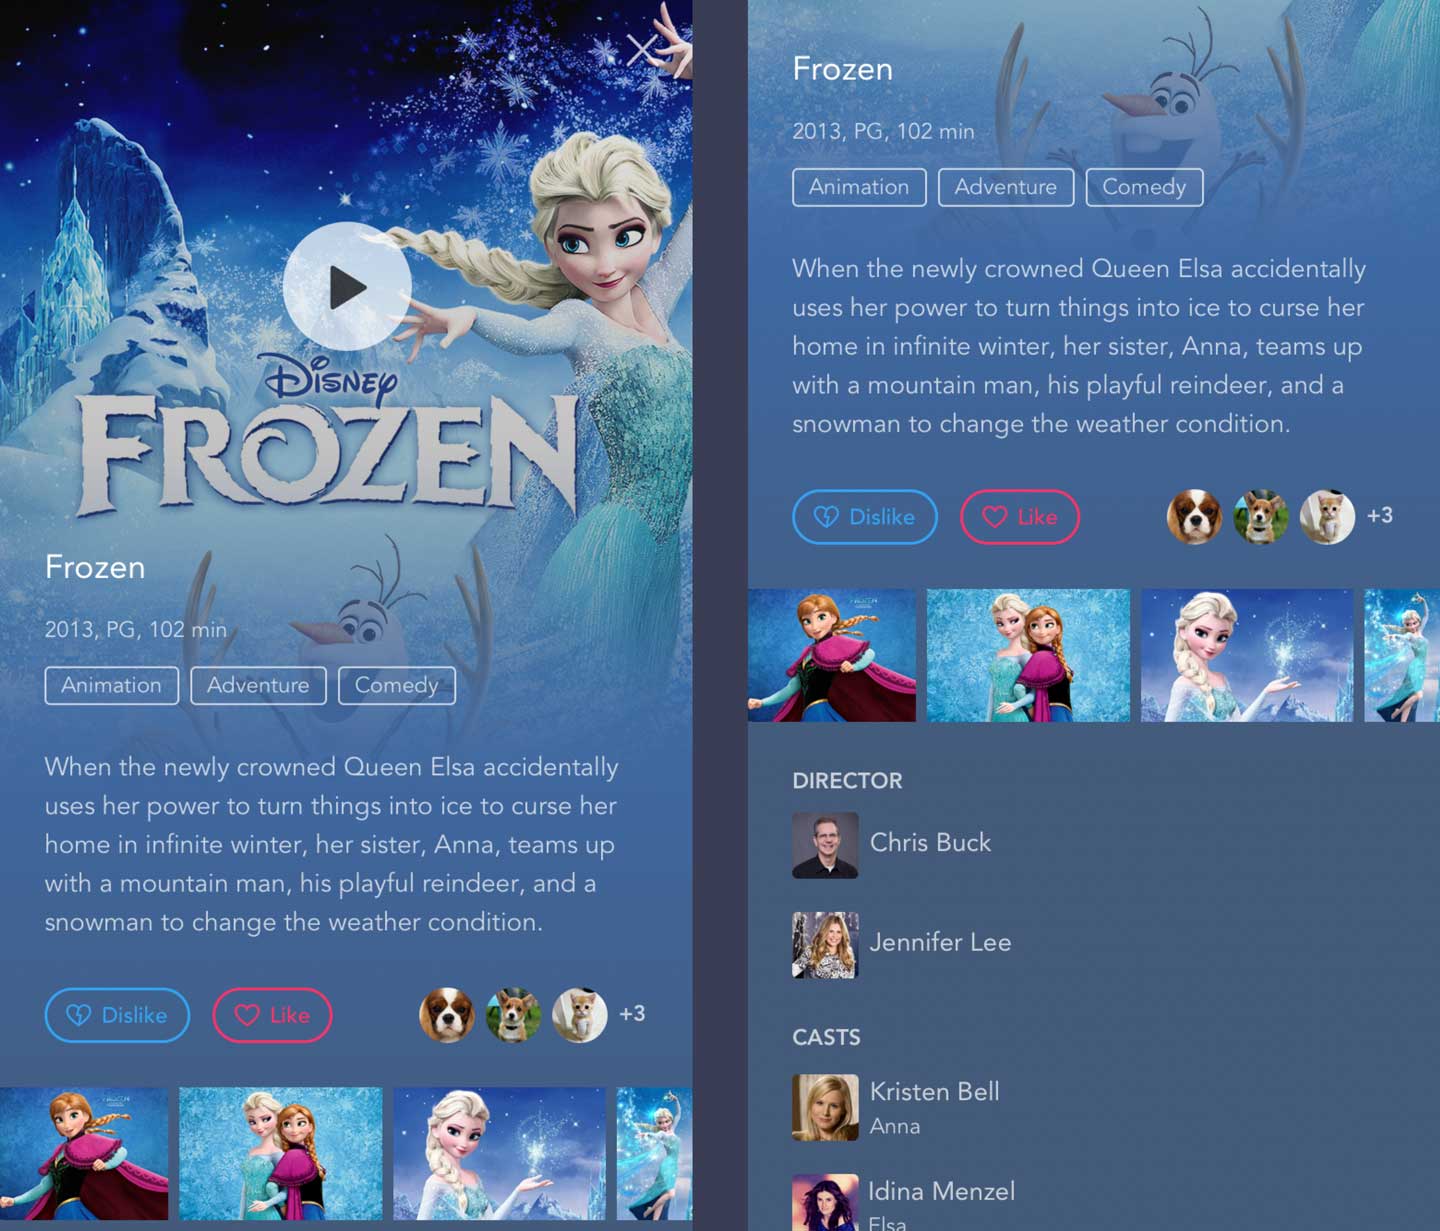 DISNEY
FROZEN
Frozen
2013, PG, 102 min
Animation
Adventure
Comedy
When the newly crowned Queen Elsa accidentally
uses her power to turn things into ice to curse her
home in infinite winter, her sister, Anna, teams up
with a mountain man, his playful reindeer, and a
snowman to change the weather condition.
Dislike
Like
+3
Frozen
2013, PG, 102 min
Animation
Adventure
Comedy
When the newly crowned Queen Elsa accidentally
uses her power to turn things into ice to curse her
home in infinite winter, her sister, Anna, teams up
with a mountain man, his playful reindeer, and a
snowman to change the weather condition.
Dislike
Like
+3
DIRECTOR
Chris Buck
Jennifer Lee
CASTS
Kristen Bell
Anna
Idina Menzel
Elsa